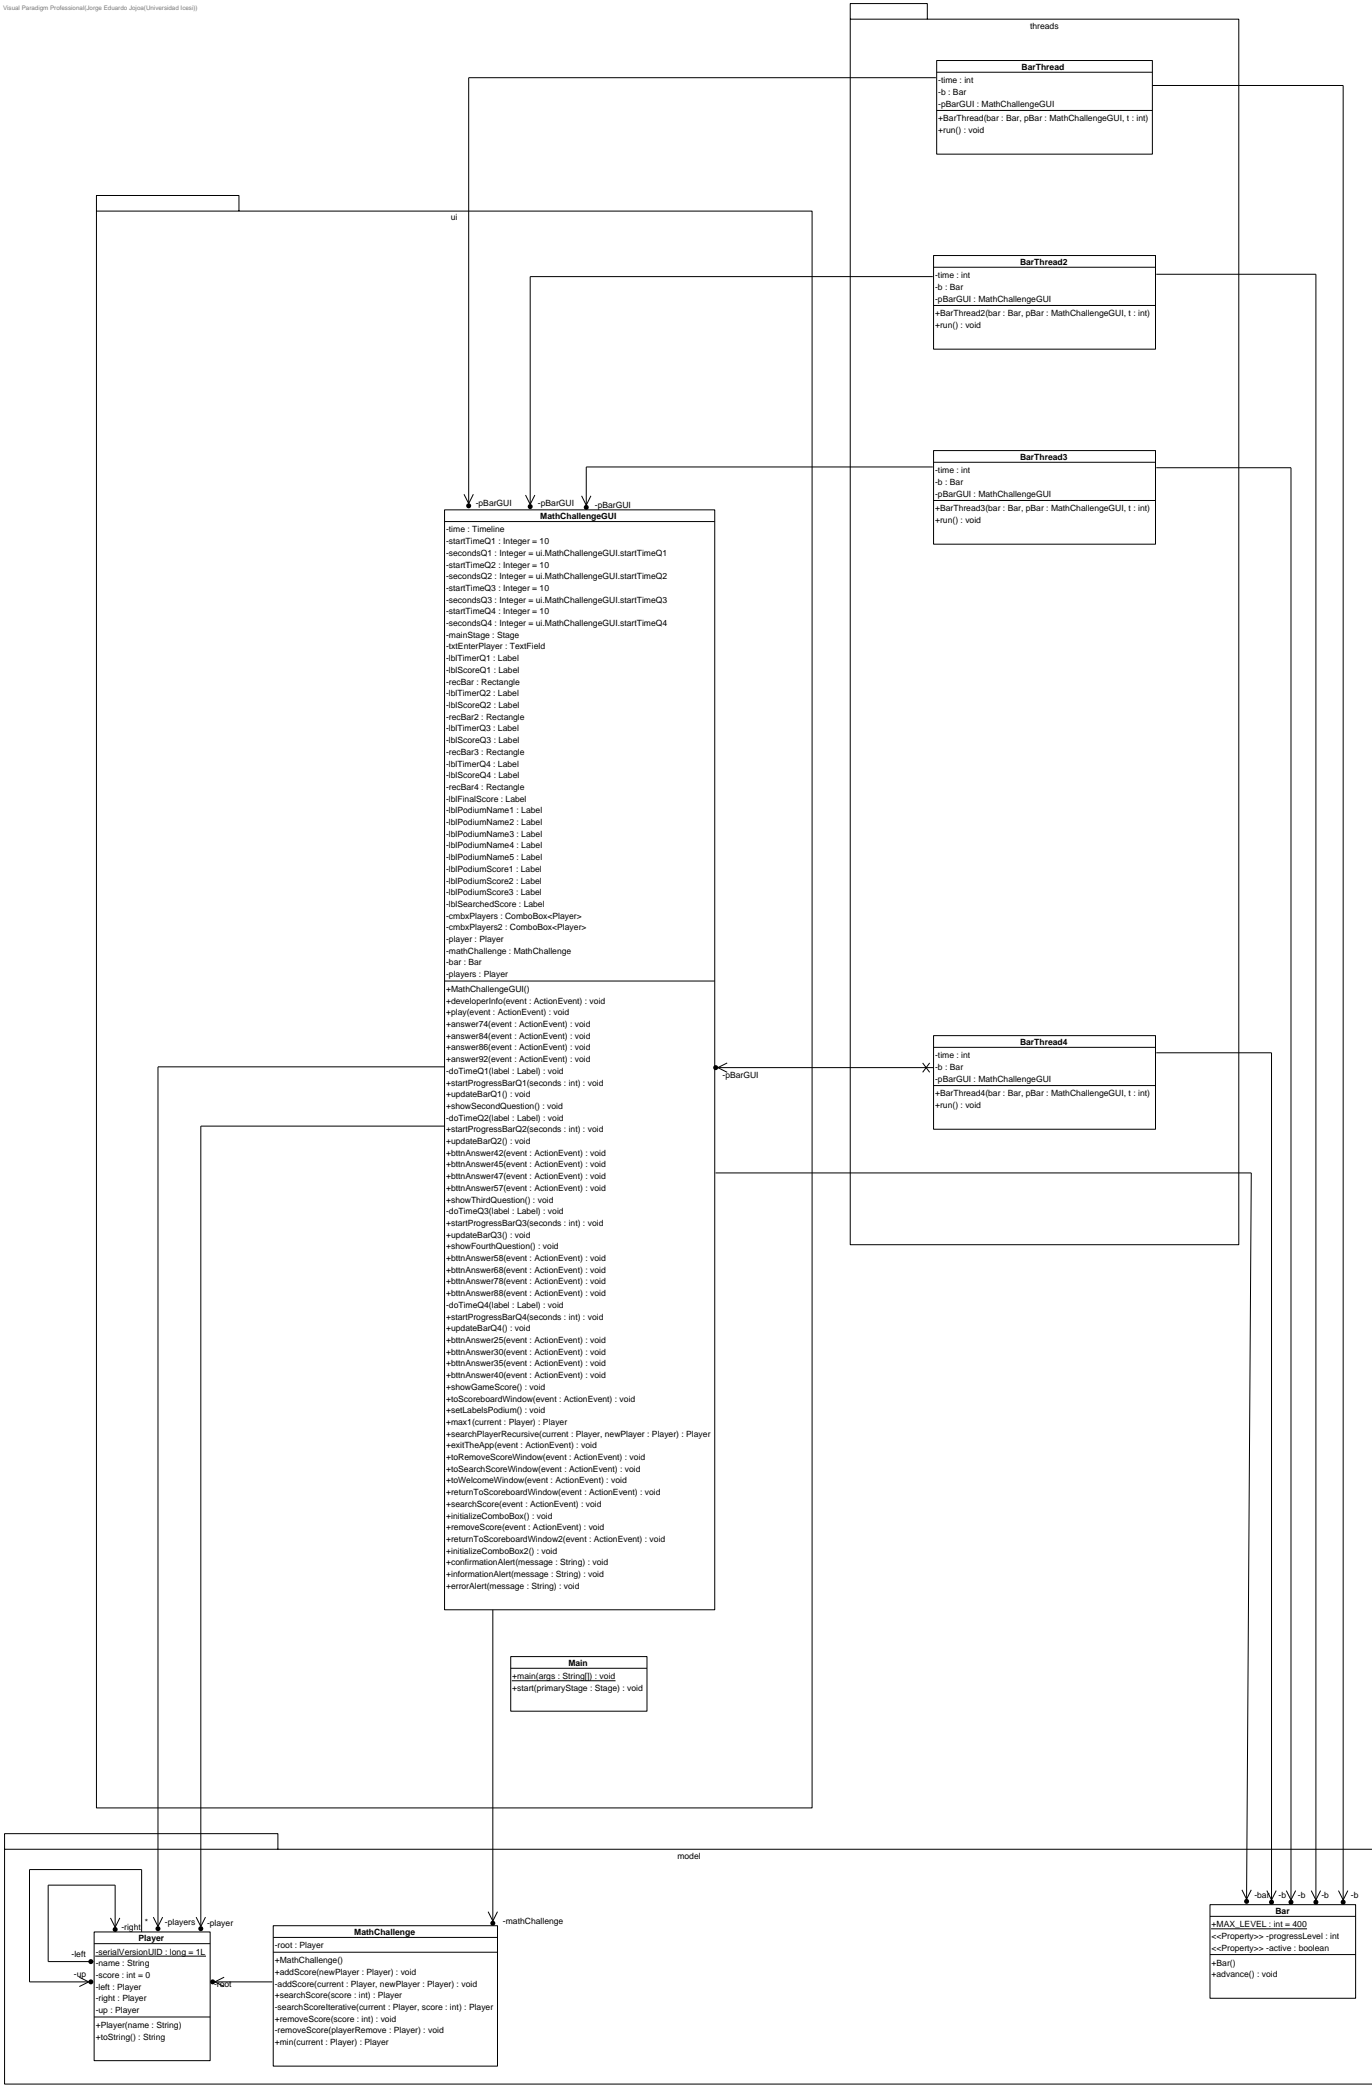 Visual Paradigm Professional(Jorge Eduardo Jojoa(Universidad Icesi))
threads
BarThread
-time : int
-b : Bar
-pBarGUI : MathChallengeGUI
+BarThread(bar : Bar, pBar : MathChallengeGUI, t : int)
+run() : void
ui
BarThread2
-time : int
-b : Bar
-pBarGUI : MathChallengeGUI
+BarThread2(bar : Bar, pBar : MathChallengeGUI, t : int)
+run() : void
BarThread3
-time : int
-b : Bar
-pBarGUI : MathChallengeGUI
+BarThread3(bar : Bar, pBar : MathChallengeGUI, t : int)
+run() : void
-pBarGUI
-pBarGUI
-pBarGUI
MathChallengeGUI
-time : Timeline
-startTimeQ1 : Integer = 10
-secondsQ1 : Integer = ui.MathChallengeGUI.startTimeQ1
-startTimeQ2 : Integer = 10
-secondsQ2 : Integer = ui.MathChallengeGUI.startTimeQ2
-startTimeQ3 : Integer = 10
-secondsQ3 : Integer = ui.MathChallengeGUI.startTimeQ3
-startTimeQ4 : Integer = 10
-secondsQ4 : Integer = ui.MathChallengeGUI.startTimeQ4
-mainStage : Stage
-txtEnterPlayer : TextField
-lblTimerQ1 : Label
-lblScoreQ1 : Label
-recBar : Rectangle
-lblTimerQ2 : Label
-lblScoreQ2 : Label
-recBar2 : Rectangle
-lblTimerQ3 : Label
-lblScoreQ3 : Label
-recBar3 : Rectangle
-lblTimerQ4 : Label
-lblScoreQ4 : Label
-recBar4 : Rectangle
-lblFinalScore : Label
-lblPodiumName1 : Label
-lblPodiumName2 : Label
-lblPodiumName3 : Label
-lblPodiumName4 : Label
-lblPodiumName5 : Label
-lblPodiumScore1 : Label
-lblPodiumScore2 : Label
-lblPodiumScore3 : Label
-lblSearchedScore : Label
-cmbxPlayers : ComboBox<Player>
-cmbxPlayers2 : ComboBox<Player>
-player : Player
-mathChallenge : MathChallenge
-bar : Bar
-players : Player
+MathChallengeGUI()
+developerInfo(event : ActionEvent) : void
+play(event : ActionEvent) : void
+answer74(event : ActionEvent) : void
+answer84(event : ActionEvent) : void
+answer86(event : ActionEvent) : void
+answer92(event : ActionEvent) : void
-doTimeQ1(label : Label) : void
+startProgressBarQ1(seconds : int) : void
+updateBarQ1() : void
+showSecondQuestion() : void
-doTimeQ2(label : Label) : void
+startProgressBarQ2(seconds : int) : void
+updateBarQ2() : void
+bttnAnswer42(event : ActionEvent) : void
+bttnAnswer45(event : ActionEvent) : void
+bttnAnswer47(event : ActionEvent) : void
+bttnAnswer57(event : ActionEvent) : void
+showThirdQuestion() : void
-doTimeQ3(label : Label) : void
+startProgressBarQ3(seconds : int) : void
+updateBarQ3() : void
+showFourthQuestion() : void
+bttnAnswer58(event : ActionEvent) : void
+bttnAnswer68(event : ActionEvent) : void
+bttnAnswer78(event : ActionEvent) : void
+bttnAnswer88(event : ActionEvent) : void
-doTimeQ4(label : Label) : void
+startProgressBarQ4(seconds : int) : void
+updateBarQ4() : void
+bttnAnswer25(event : ActionEvent) : void
+bttnAnswer30(event : ActionEvent) : void
+bttnAnswer35(event : ActionEvent) : void
+bttnAnswer40(event : ActionEvent) : void
+showGameScore() : void
+toScoreboardWindow(event : ActionEvent) : void
+setLabelsPodium() : void
+max1(current : Player) : Player
+searchPlayerRecursive(current : Player, newPlayer : Player) : Player
+exitTheApp(event : ActionEvent) : void
+toRemoveScoreWindow(event : ActionEvent) : void
+toSearchScoreWindow(event : ActionEvent) : void
+toWelcomeWindow(event : ActionEvent) : void
+returnToScoreboardWindow(event : ActionEvent) : void
+searchScore(event : ActionEvent) : void
+initializeComboBox() : void
+removeScore(event : ActionEvent) : void
+returnToScoreboardWindow2(event : ActionEvent) : void
+initializeComboBox2() : void
+confirmationAlert(message : String) : void
+informationAlert(message : String) : void
+errorAlert(message : String) : void
BarThread4
-time : int
-b : Bar
-pBarGUI : MathChallengeGUI
+BarThread4(bar : Bar, pBar : MathChallengeGUI, t : int)
+run() : void
-pBarGUI
Main
+main(args : String[]) : void
+start(primaryStage : Stage) : void
model
-right
*
-players
-player
-left
-up
Player
-serialVersionUID : long = 1L
-name : String
-score : int = 0
-left : Player
-right : Player
-up : Player
+Player(name : String)
+toString() : String
-root
-mathChallenge
MathChallenge
-root : Player
+MathChallenge()
+addScore(newPlayer : Player) : void
-addScore(current : Player, newPlayer : Player) : void
+searchScore(score : int) : Player
-searchScoreIterative(current : Player, score : int) : Player
+removeScore(score : int) : void
-removeScore(playerRemove : Player) : void
+min(current : Player) : Player
-bar
-b
-b
-b
-b
Bar
+MAX_LEVEL : int = 400
<<Property>> -progressLevel : int
<<Property>> -active : boolean
+Bar()
+advance() : void